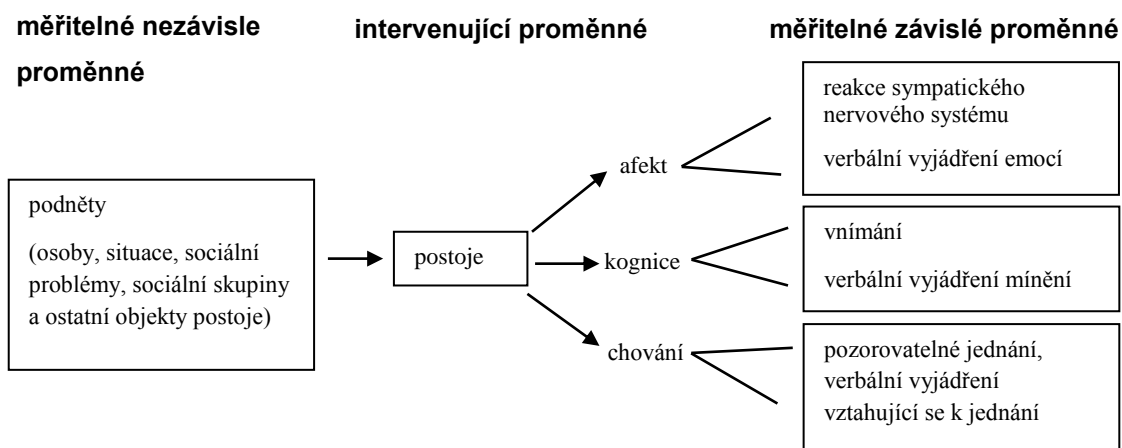 měřitelné nezávisle
proměnné
intervenující proměnné
měřitelné závislé proměnné
podněty
(osoby, situace, sociální
problémy, sociální skupiny
a ostatní objekty postoje)
postoje
afekt
kognice
chování
reakce sympatického
nervového systému
verbální vyjádření emocí
vnímání
verbální vyjádření mínění
pozorovatelné jednání,
verbální vyjádření
vztahující se k jednání